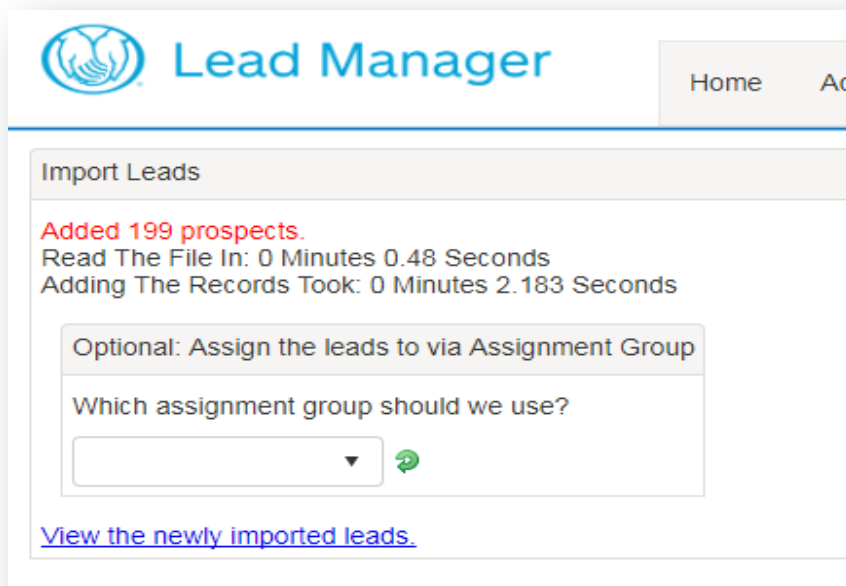 Lead Manager
Home
Import Leads
Added 199 prospects.
Read The File In: 0 Minutes 0.48 Seconds
Adding The Records Took: 0 Minutes 2.183 Seconds
Optional: Assign the leads to via Assignment Group
Which assignment group should we use?
View the newly imported leads.